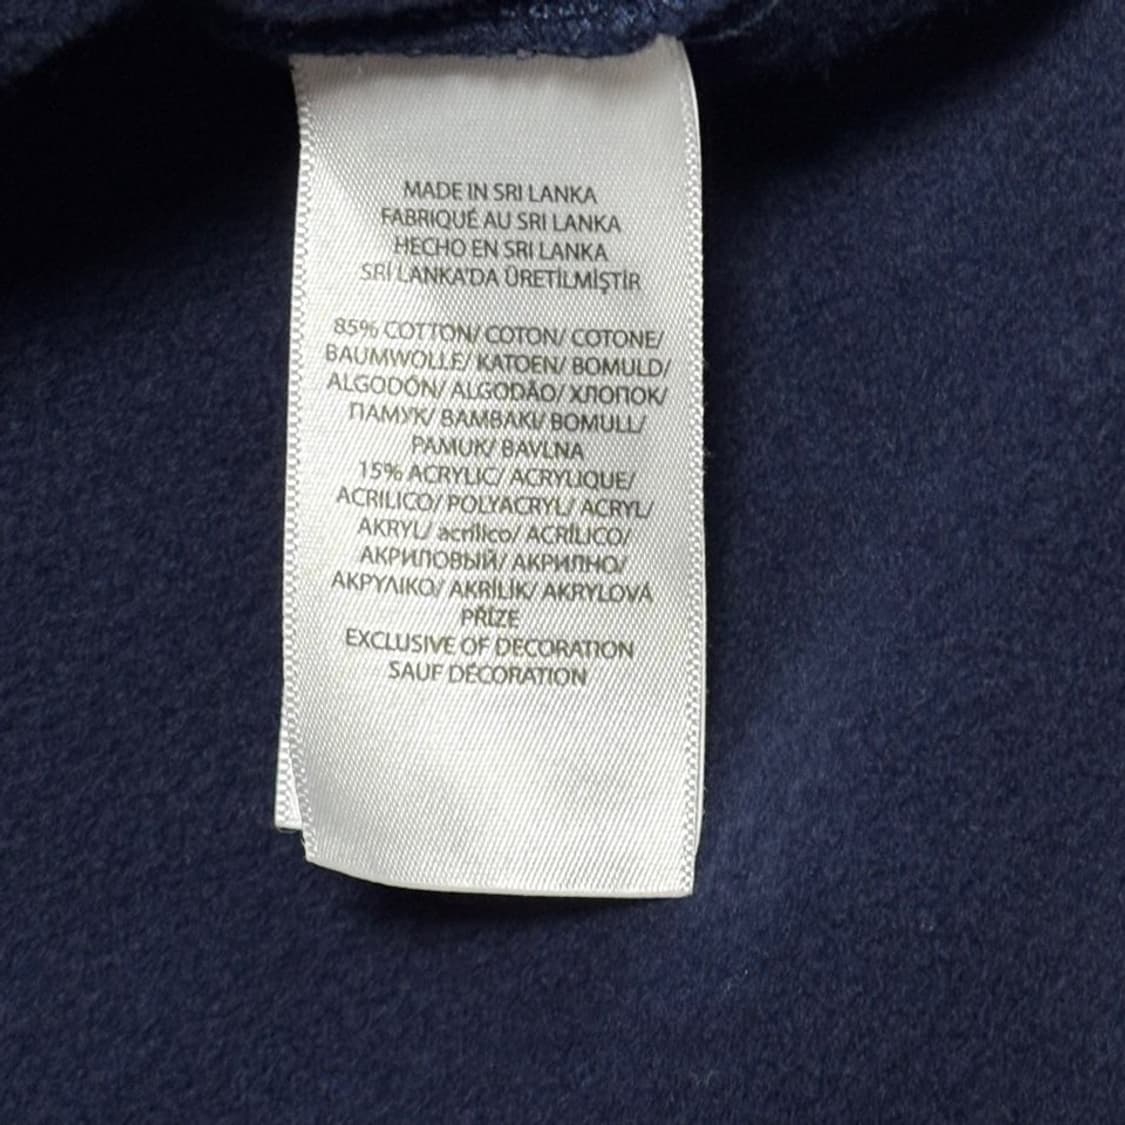 MADE IN SRI LANKA
FABRIQUÉ AU SRI LANKA
HECHO EN SRI LANKA
SRİ LANKA'DA ÜRETİLMİŞTİR
85% COTTON/ COTON/ COTONE/
BAUMWOLLE/ KATOEN/ BOMULD/
ALGODÓN/ ALGODÃO/ ХЛОПОК/
ПАМУК/ ΒΑΜΒΑΚΙ/ BOMULL/
PAMUK/ BAVLNA
15% ACRYLIC/ ACRYLIQUE/
ACRILICO/ POLYACRYL/ ACRYL/
AKRYL/ acrílico/ ACRÍLICO/
АКРИЛОВЫЙ/ АКРИЛНО/
ΑΚΡΥΛΙΚΟ/ AKRİLİK/ AKRYLOVÁ
PŘÍZE
EXCLUSIVE OF DECORATION
SAUF DÉCORATION